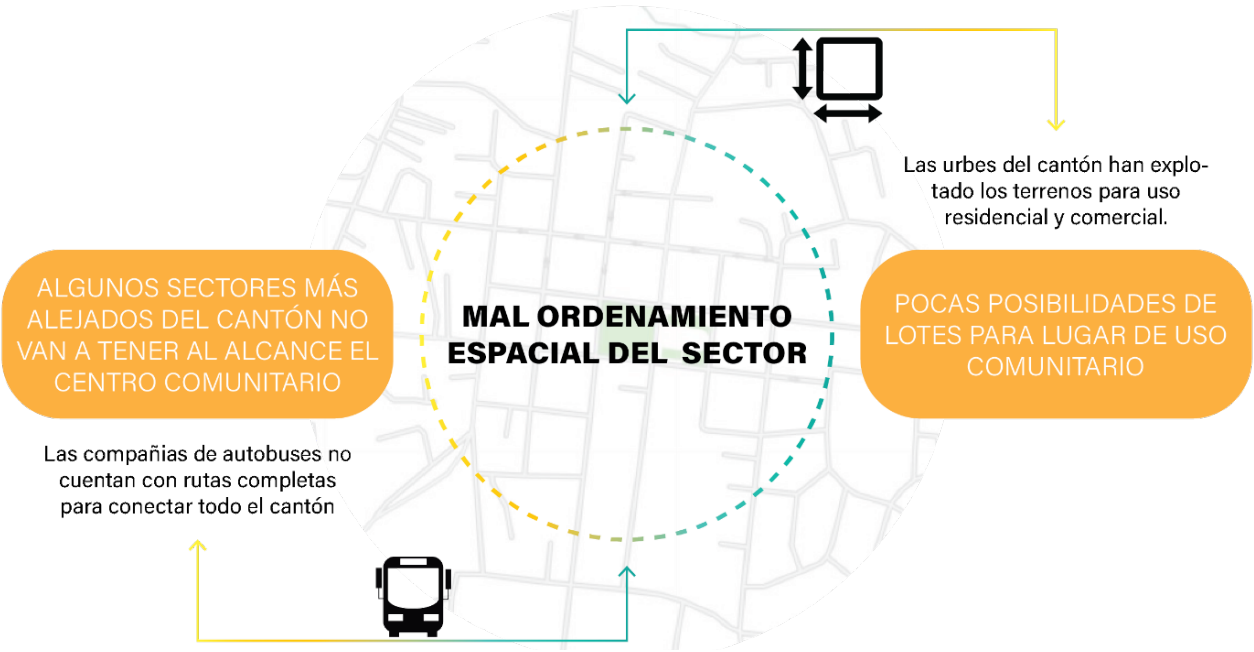 Las urbes del cantón han explo-
tado los terrenos para uso
residencial y comercial.
ALGUNOS SECTORES MÁS
ALEJADOS DEL CANTÓN NO
VAN A TENER AL ALCANCE EL
CENTRO COMUNITARIO
MAL ORDENAMIENTO
ESPACIAL DEL SECTOR
POCAS POSIBILIDADES DE
LOTES PARA LUGAR DE USO
COMUNITARIO
Las compañias de autobuses no
cuentan con rutas completas
para conectar todo el cantón